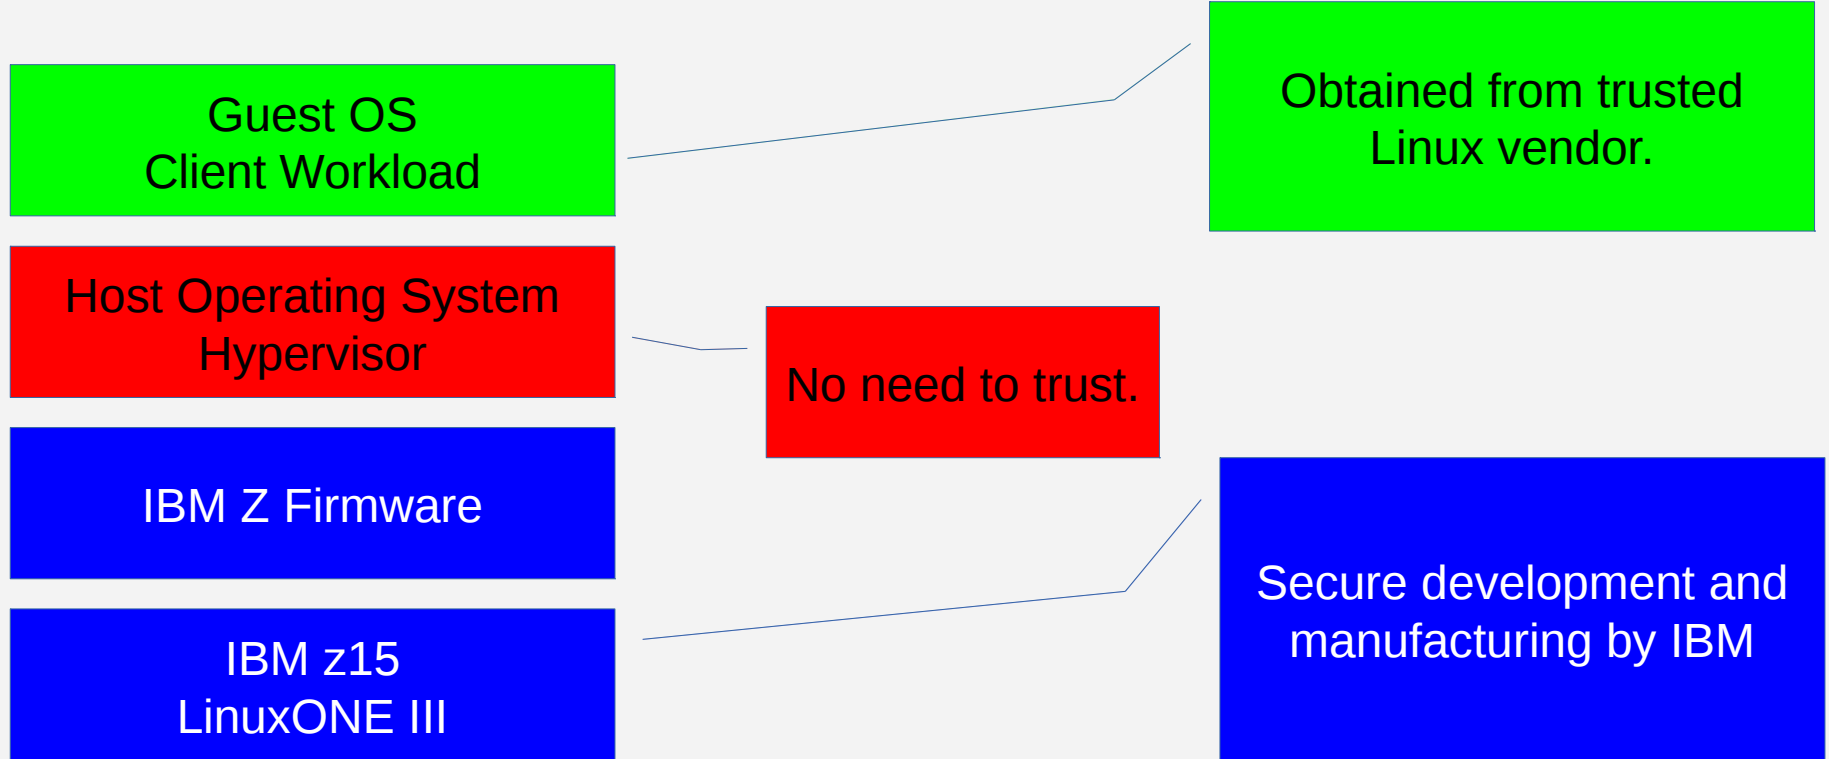 Guest OS
Client Workload
Obtained from trusted
Linux vendor.
Host Operating System
Hypervisor
No need to trust.
IBM Z Firmware
IBM z15
LinuxONE III
Secure development and
manufacturing by IBM